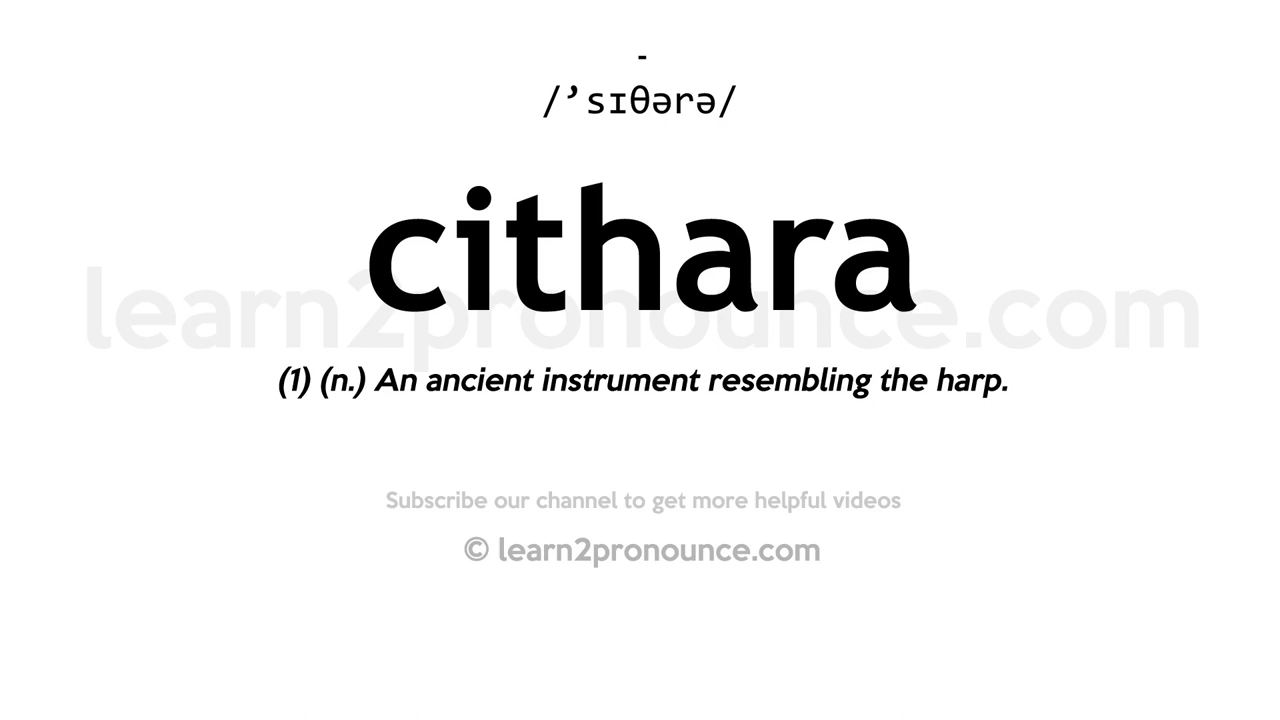 -
/’sɪθərə/
cithara
learn2pronounce.com
(1) (n.) An ancient instrument resembling the harp.
Subscribe our channel to get more helpful videos
© learn2pronounce.com